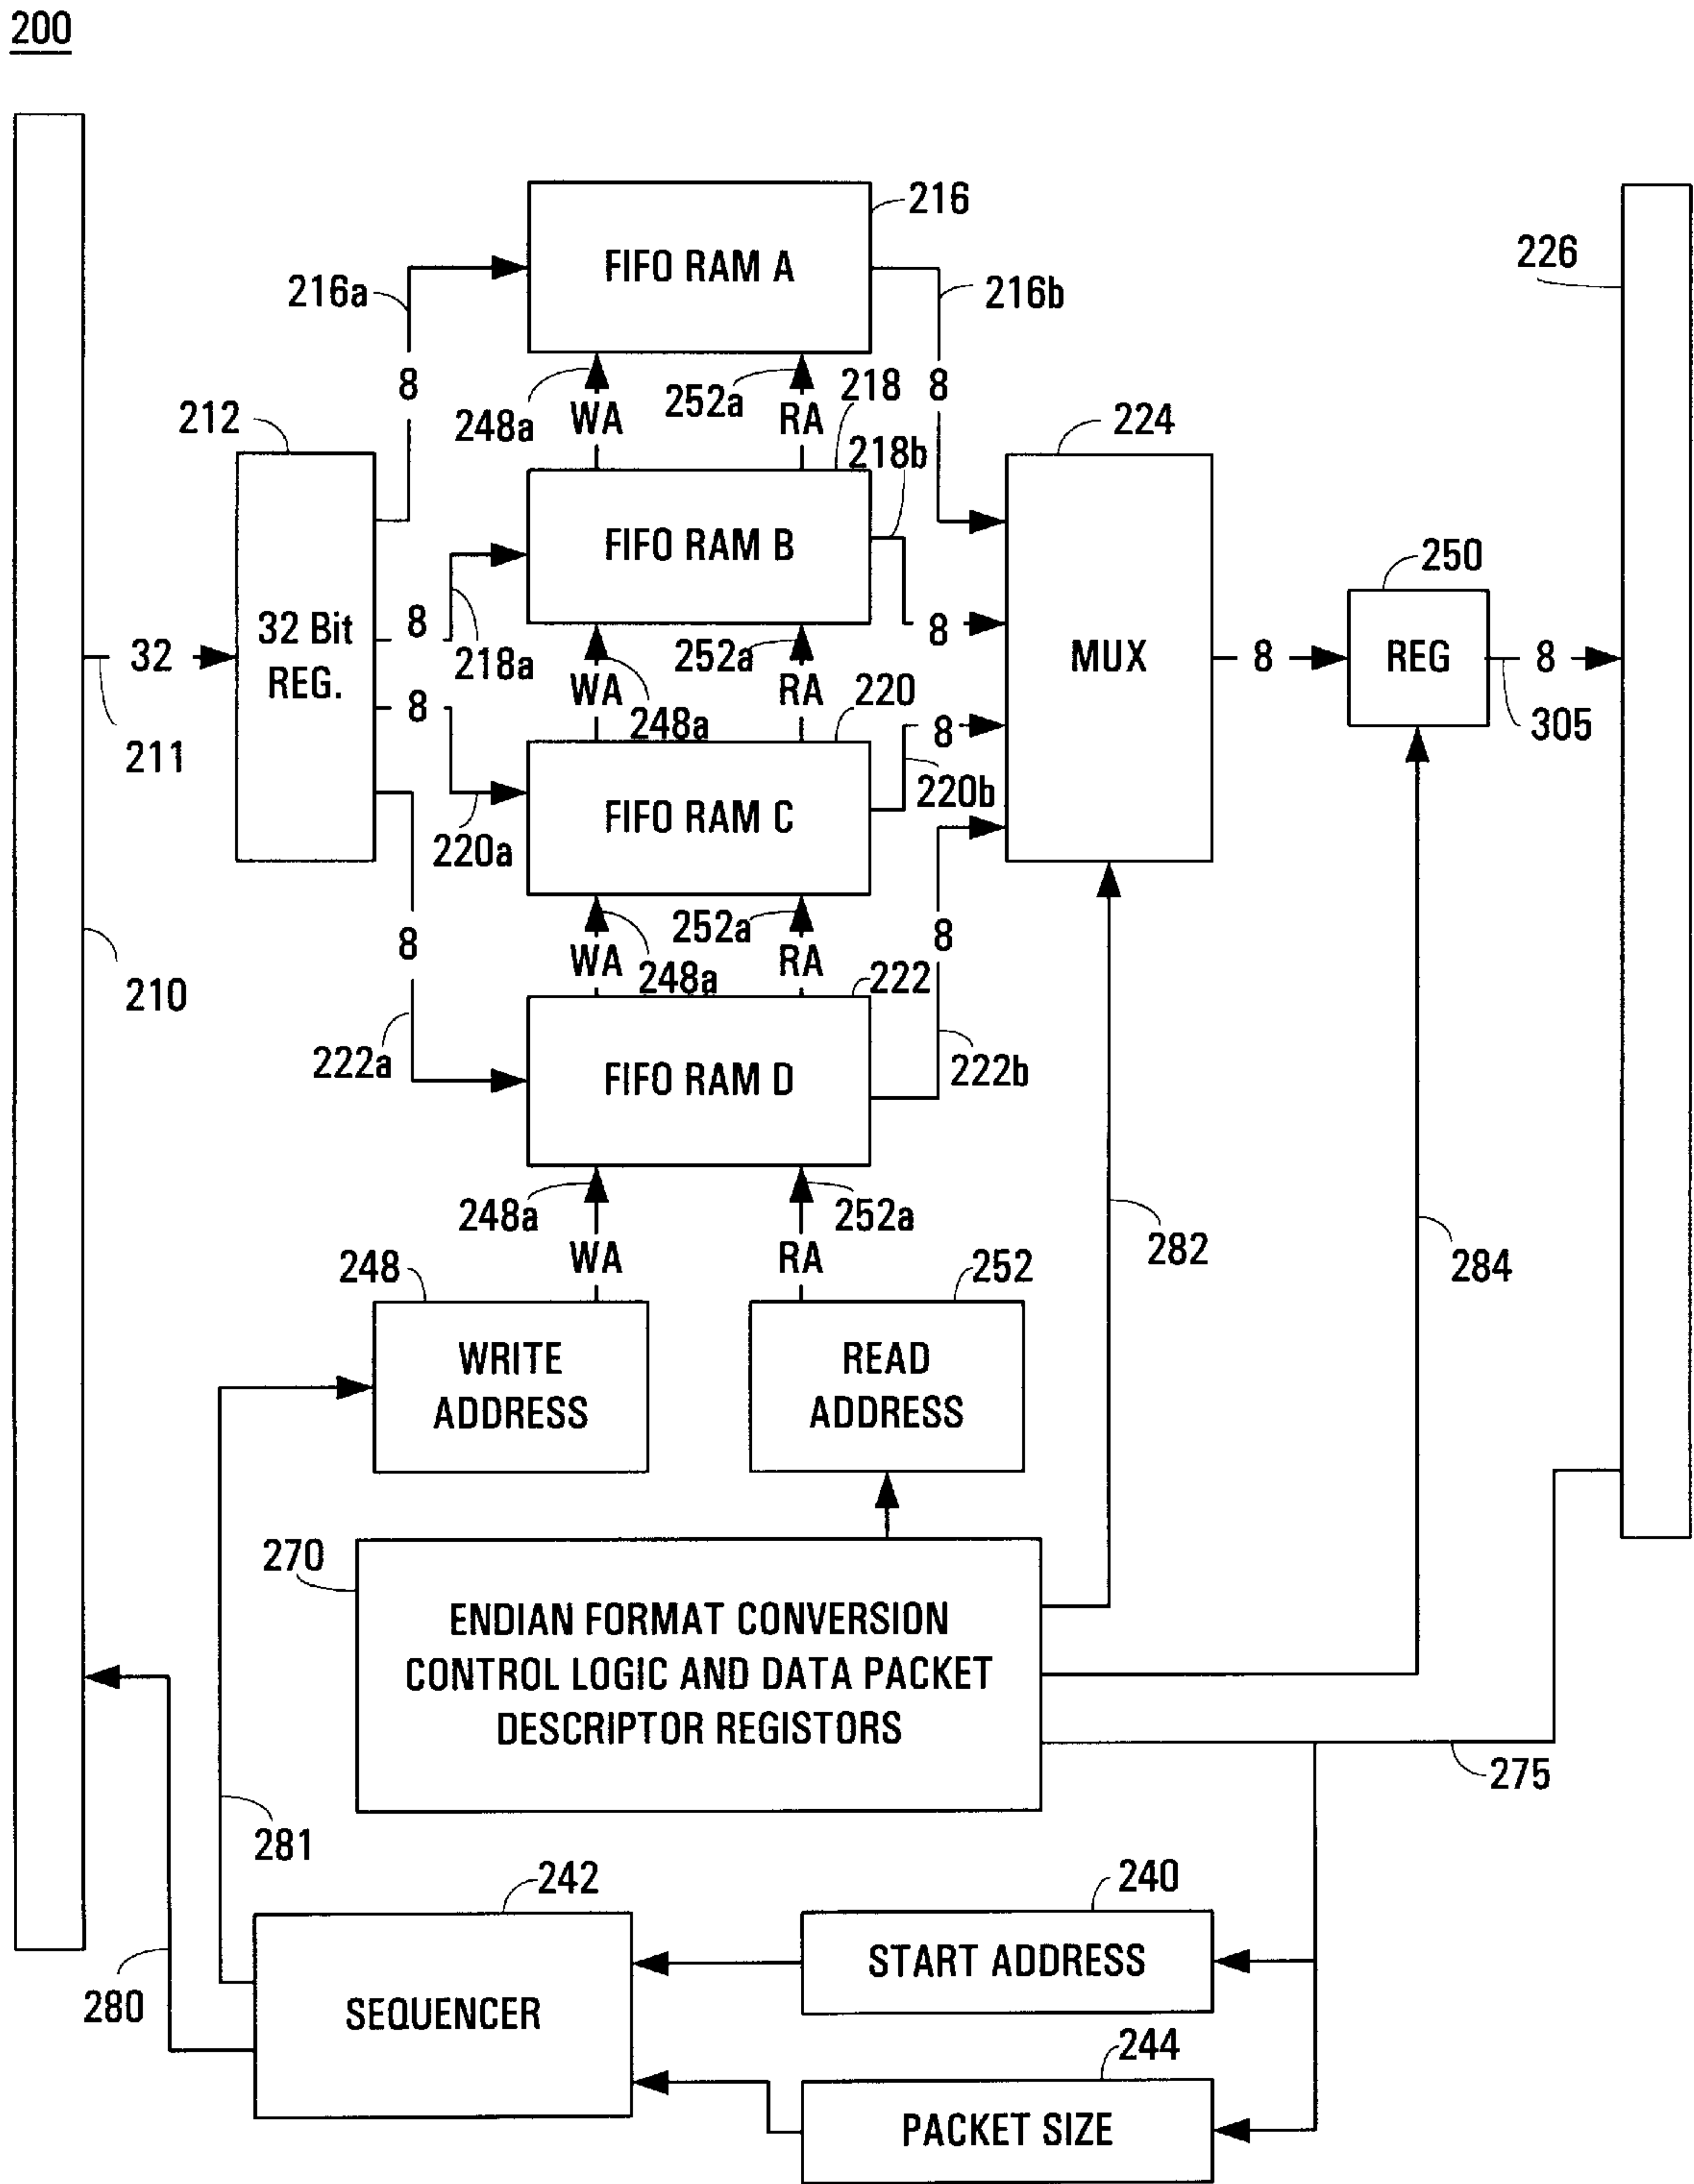 200
216
FIFO RAM A
226
216a
216b
8
8
218
248a
WA
252a
RA
212
224
218b
FIFO RAM B
250
32 Bit
REG.
8
8
32
218a
252a
MUX
8
REG
8
WA
RA
220
8
248a
8
305
211
220b
FIFO RAM C
220a
252a
8
8
WA
RA
248a
222
210
222a
222b
FIFO RAM D
248a
252a
282
284
WA
RA
248
252
WRITE
ADDRESS
READ
ADDRESS
270
ENDIAN FORMAT CONVERSION
CONTROL LOGIC AND DATA PACKET
DESCRIPTOR REGISTORS
275
281
242
240
START ADDRESS
280
SEQUENCER
244
PACKET SIZE